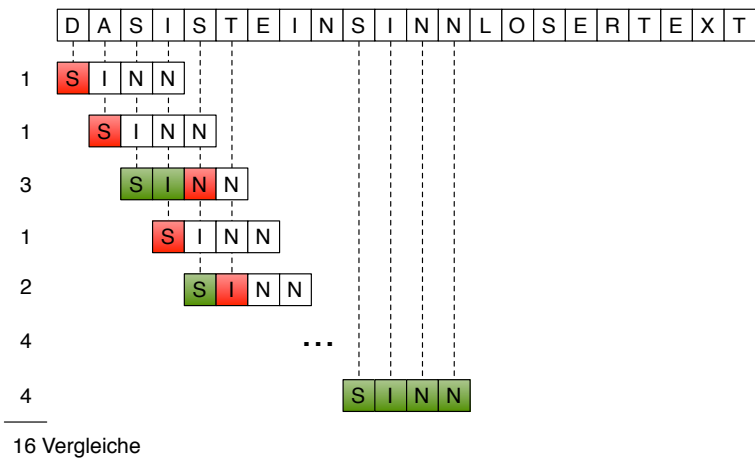 D A S I S T E I N S I N N L O S E R T E X T
1 S I N N
1 S I N N
3 S I N N
1 S I N N
2 S I N N
4 ...
4 S I N N
16 Vergleiche